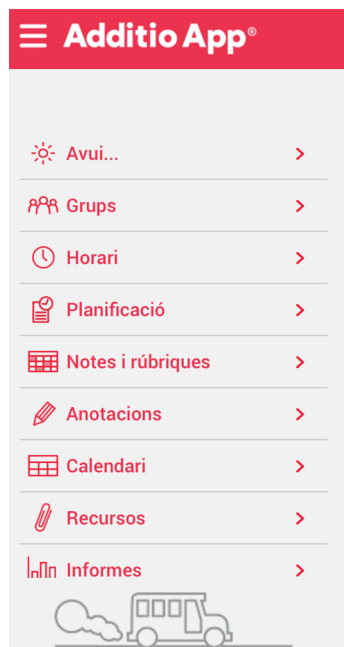 Additio App®
Avui...
Grups
Horari
Planificació
Notes i rúbriques
Anotacions
Calendari
Recursos
Informes